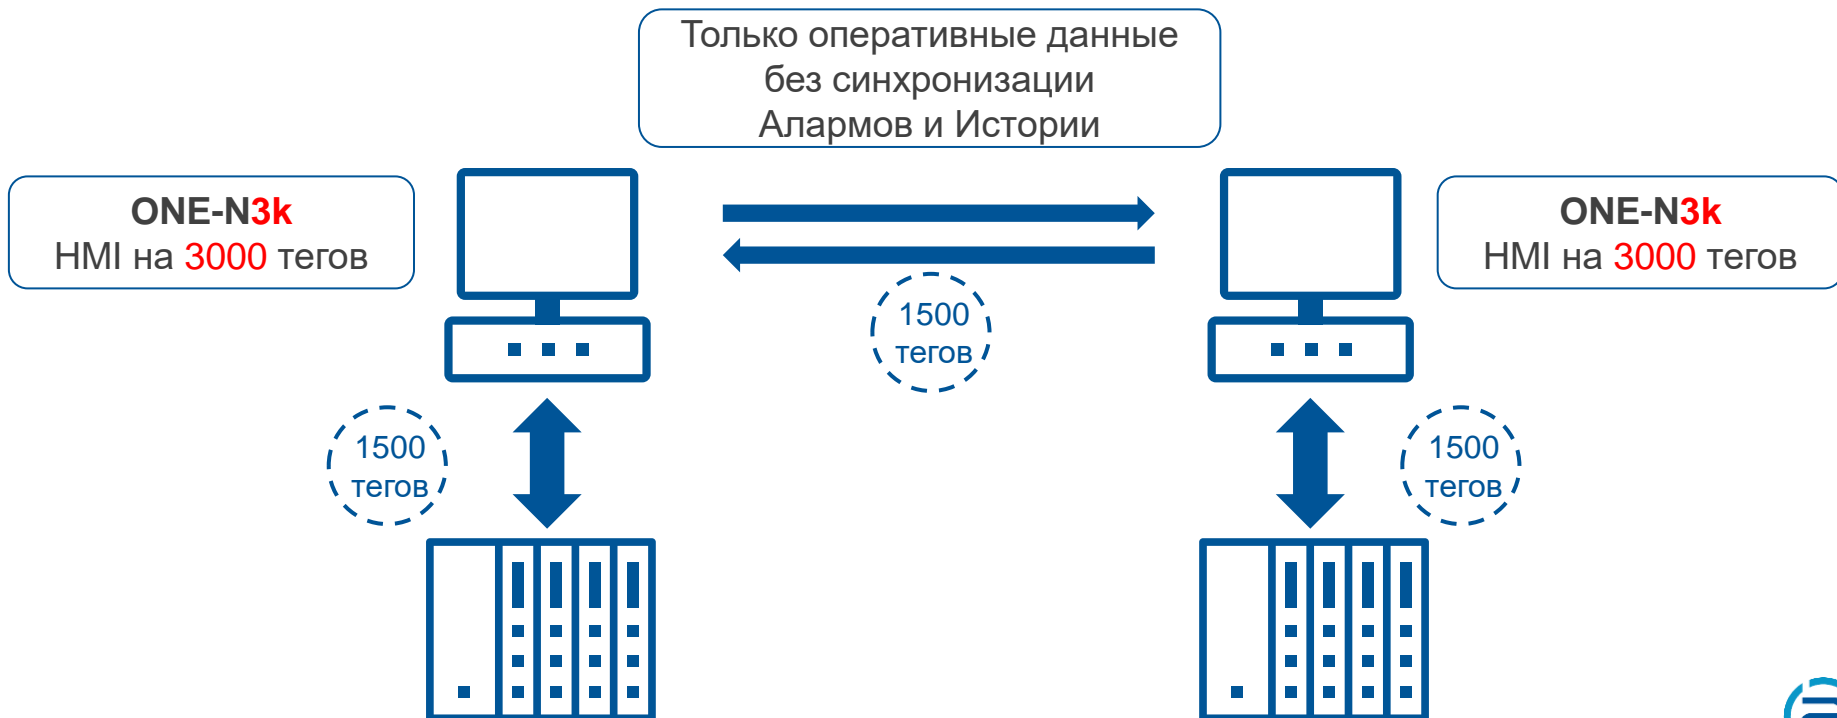 Только оперативные данные
без синхронизации
Алармов и Истории
ONE-N3k
HMI на 3000 тегов
ONE-N3k
HMI на 3000 тегов
1500
тегов
1500
тегов
1500
тегов